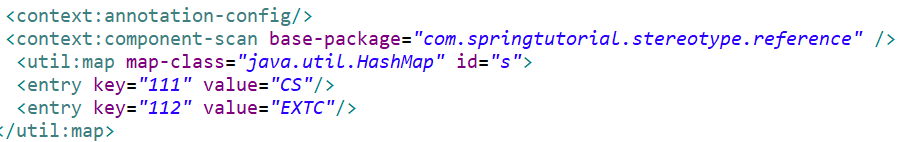 <context:annotation-config/>
<context:component-scan base-package="com.springtutorial.stereotype.reference" />
<util:map map-class="java.util.HashMap" id="s">
<entry key="111" value="CS"/>
<entry key="112" value="EXTC"/>
</util:map>